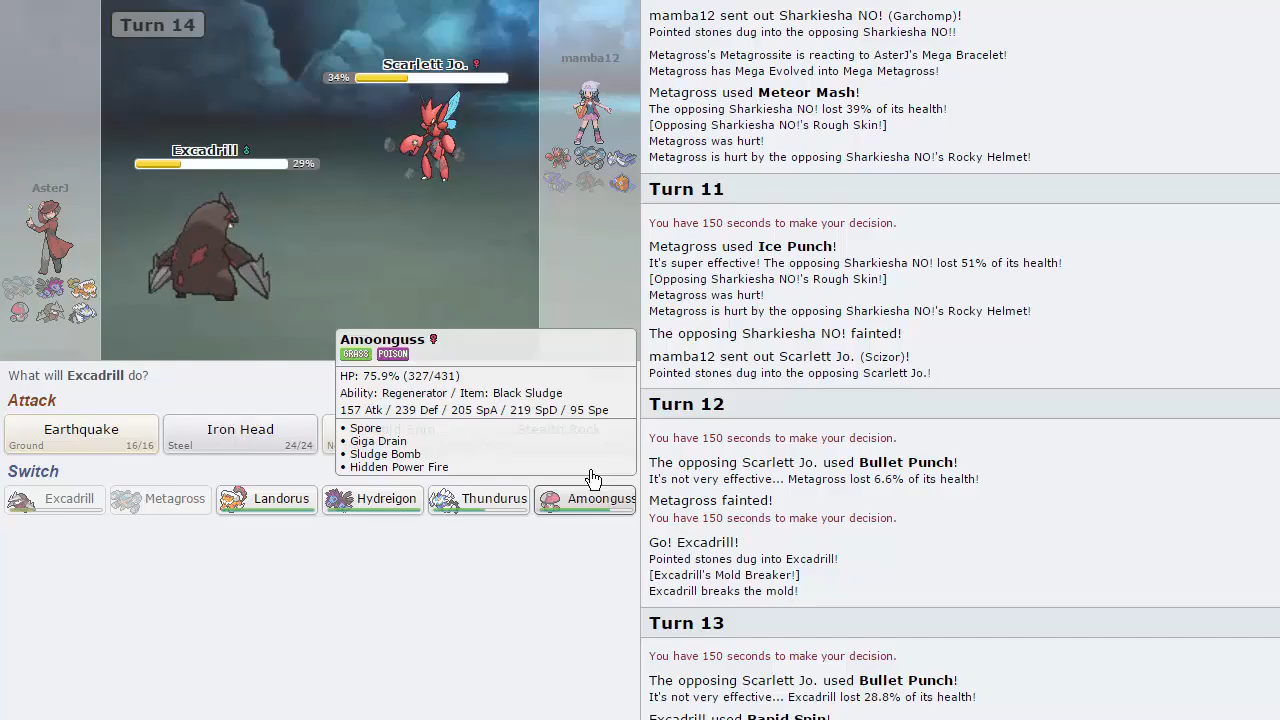 Turn 14
Scarlett Jo.
34%
mamba12
Excadrill
29%
AsterJ
What will Excadrill do?
Attack
Earthquake
Ground 16/16
Iron Head
Steel 24/24
Stealth Rock
Switch
Excadrill
Metagross
Landorus
Hydreigon
Thundurus
Amoonguss
Amoonguss
GRASS POISON
HP: 75.9% (327/431)
Ability: Regenerator / Item: Black Sludge
157 Atk / 239 Def / 205 SpA / 219 SpD / 95 Spe
• Spore
• Giga Drain
• Sludge Bomb
• Hidden Power Fire
mamba12 sent out Sharkiesha NO! (Garchomp)!
Pointed stones dug into the opposing Sharkiesha NO!!
Metagross's Metagrossite is reacting to AsterJ's Mega Bracelet!
Metagross has Mega Evolved into Mega Metagross!
Metagross used Meteor Mash!
The opposing Sharkiesha NO! lost 39% of its health!
[Opposing Sharkiesha NO!'s Rough Skin!]
Metagross was hurt!
Metagross is hurt by the opposing Sharkiesha NO!'s Rocky Helmet!
Turn 11
You have 150 seconds to make your decision.
Metagross used Ice Punch!
It's super effective! The opposing Sharkiesha NO! lost 51% of its health!
[Opposing Sharkiesha NO!'s Rough Skin!]
Metagross was hurt!
Metagross is hurt by the opposing Sharkiesha NO!'s Rocky Helmet!
The opposing Sharkiesha NO! fainted!
mamba12 sent out Scarlett Jo. (Scizor)!
Pointed stones dug into the opposing Scarlett Jo.!
Turn 12
You have 150 seconds to make your decision.
The opposing Scarlett Jo. used Bullet Punch!
It's not very effective... Metagross lost 6.6% of its health!
Metagross fainted!
You have 150 seconds to make your decision.
Go! Excadrill!
Pointed stones dug into Excadrill!
[Excadrill's Mold Breaker!]
Excadrill breaks the mold!
Turn 13
You have 150 seconds to make your decision.
The opposing Scarlett Jo. used Bullet Punch!
It's not very effective... Excadrill lost 28.8% of its health!
Excadrill used Rapid Spin!